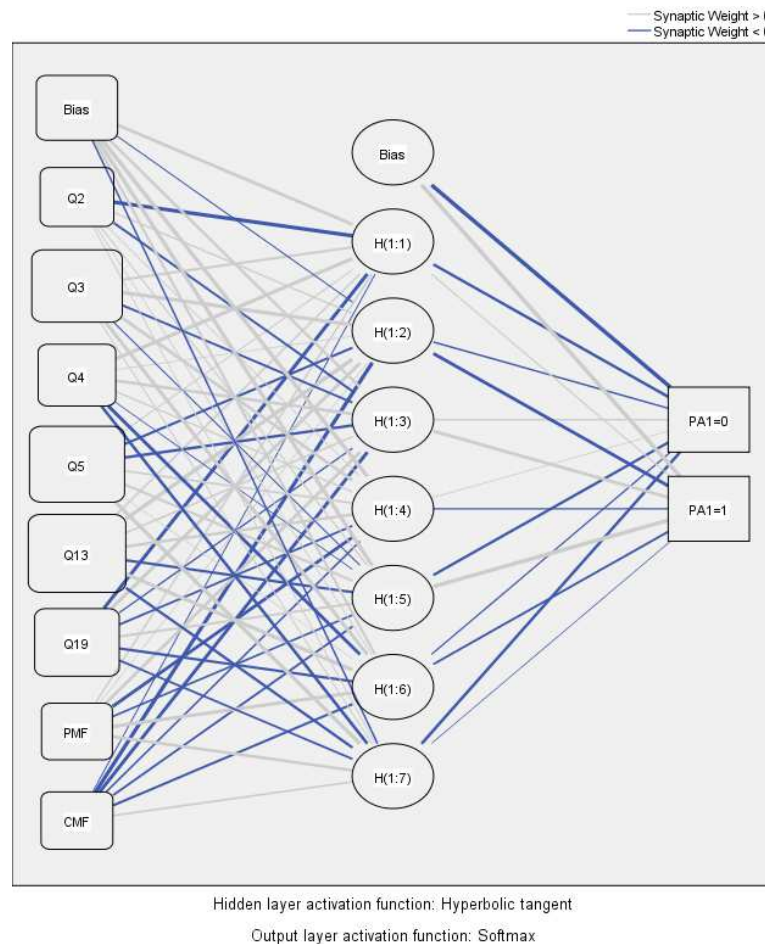 Synaptic Weight > 
Synaptic Weight < 
Bias
Q2
Q3
Q4
Q5
Q13
Q19
PMF
CMF
Bias
H(1:1)
H(1:2)
H(1:3)
H(1:4)
H(1:5)
H(1:6)
H(1:7)
PA1=0
PA1=1
Hidden layer activation function: Hyperbolic tangent
Output layer activation function: Softmax